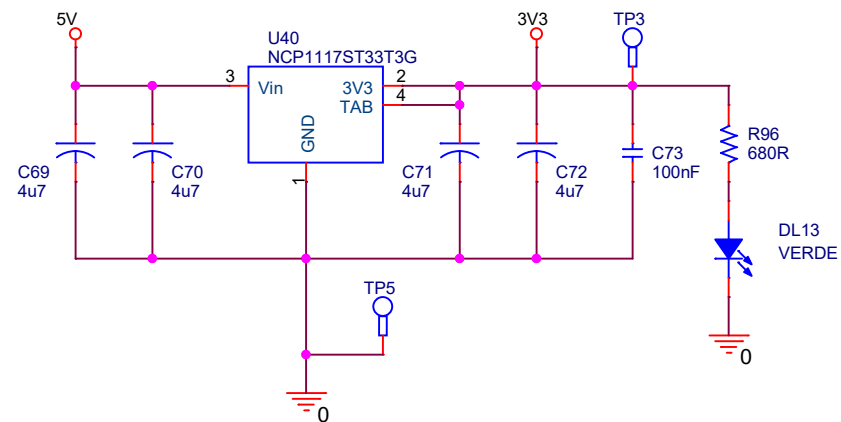 5V
3V3
TP3
U40
NCP1117ST33T3G
3
Vin
3V3
2
TAB
4
GND
1
C69
4u7
C70
4u7
C71
4u7
C72
4u7
C73
100nF
R96
680R
DL13
VERDE
TP5
0
0